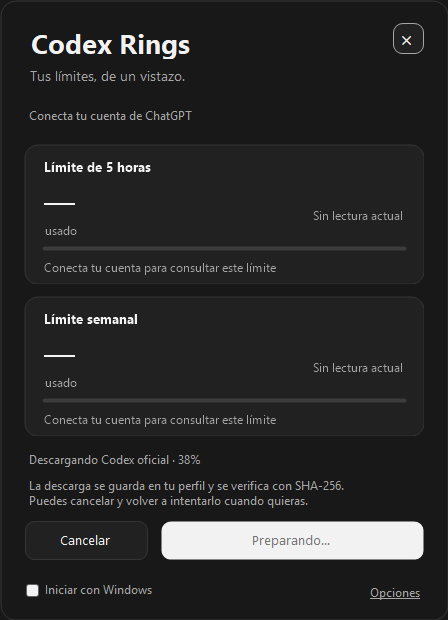 Codex Rings
Tus límites, de un vistazo.
Conecta tu cuenta de ChatGPT
Límite de 5 horas
—
Sin lectura actual
usado
Conecta tu cuenta para consultar este límite
Límite semanal
—
Sin lectura actual
usado
Conecta tu cuenta para consultar este límite
Descargando Codex oficial · 38%
La descarga se guarda en tu perfil y se verifica con SHA-256.
Puedes cancelar y volver a intentarlo cuando quieras.
Cancelar
Preparando...
Iniciar con Windows
Opciones